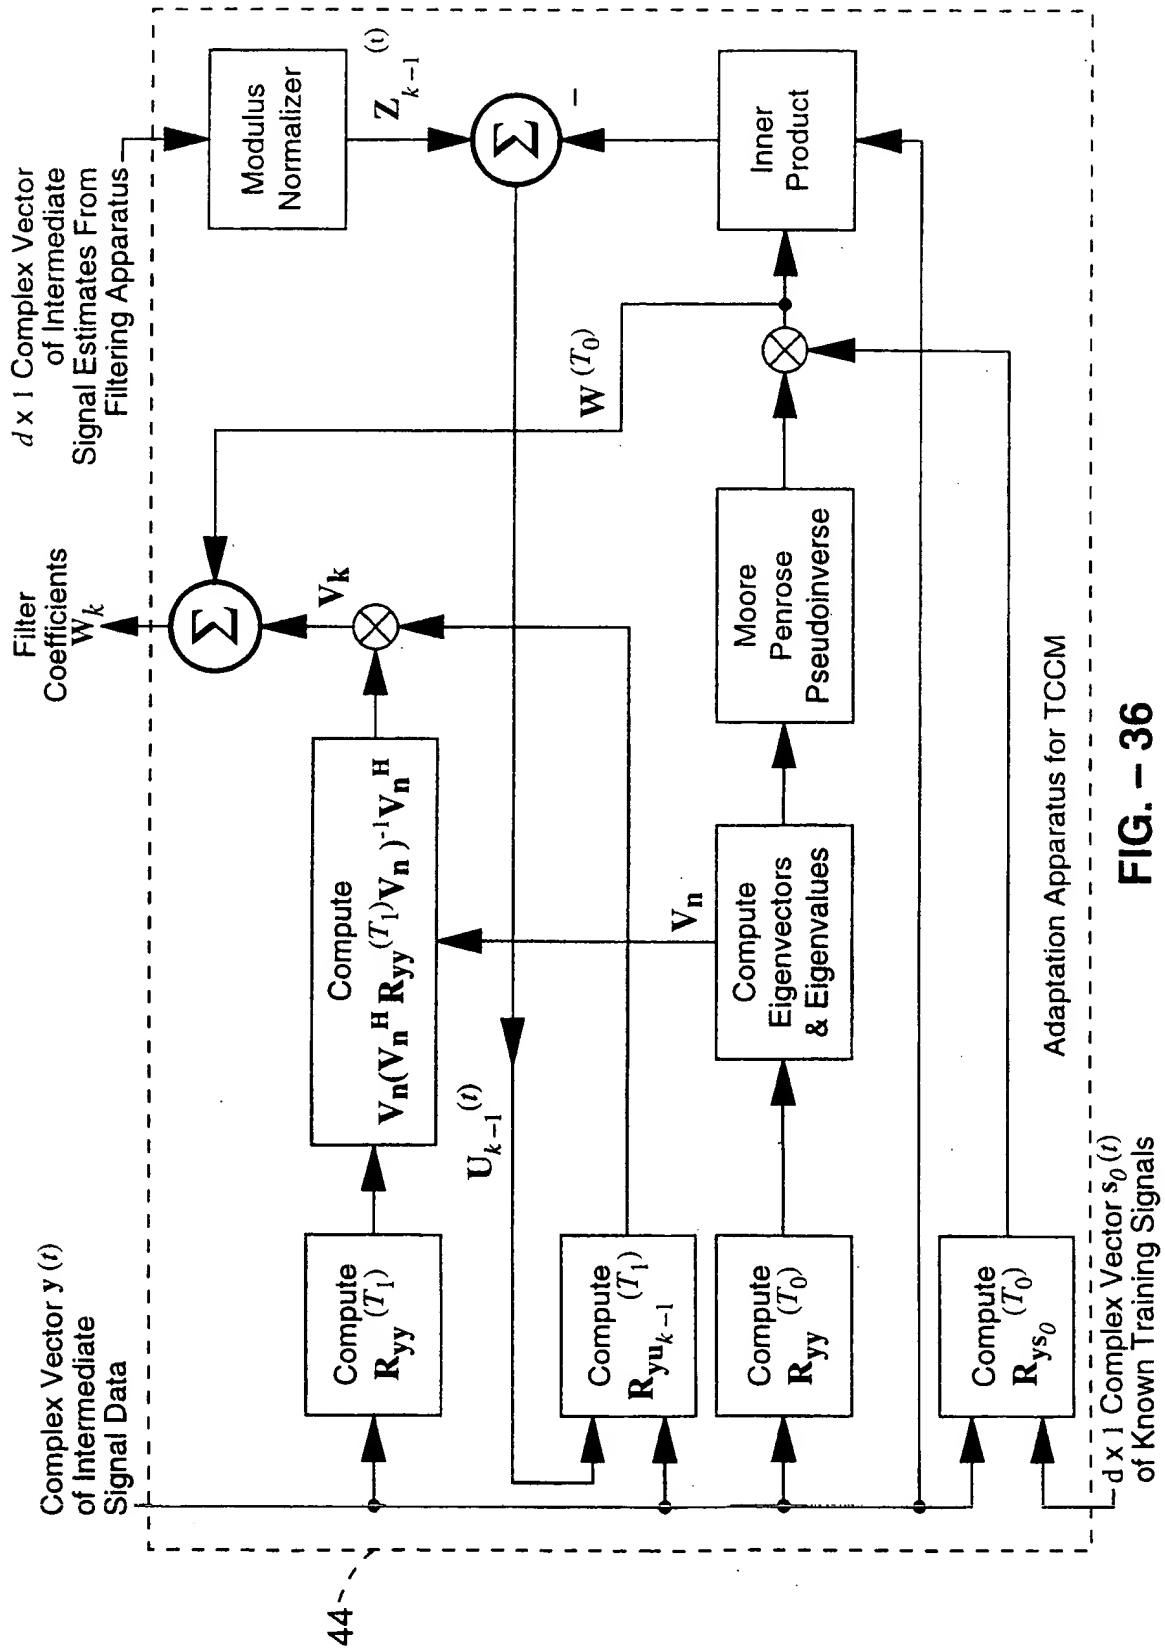 Complex Vector y (t)
of Intermediate
Signal Data
Filter
Coefficients
W_k
d x 1 Complex Vector
of Intermediate
Signal Estimates From
Filtering Apparatus
44
Compute
R_yy^(T_1)
Compute
V_n(V_n^H R_yy^(T_1) V_n)^-1 V_n^H
V_k
Σ
Modulus
Normalizer
Z_{k-1}^(t)
Σ
−
U_{k-1}^(t)
W^(T_0)
Compute
R_{yu_{k-1}}^(T_1)
V_n
Compute
R_yy^(T_0)
Compute
Eigenvectors
& Eigenvalues
Moore
Penrose
Pseudoinverse
Inner
Product
Compute
R_{ys_0}^(T_0)
Adaptation Apparatus for TCCM
d x 1 Complex Vector s_0 (t)
of Known Training Signals
FIG. – 36